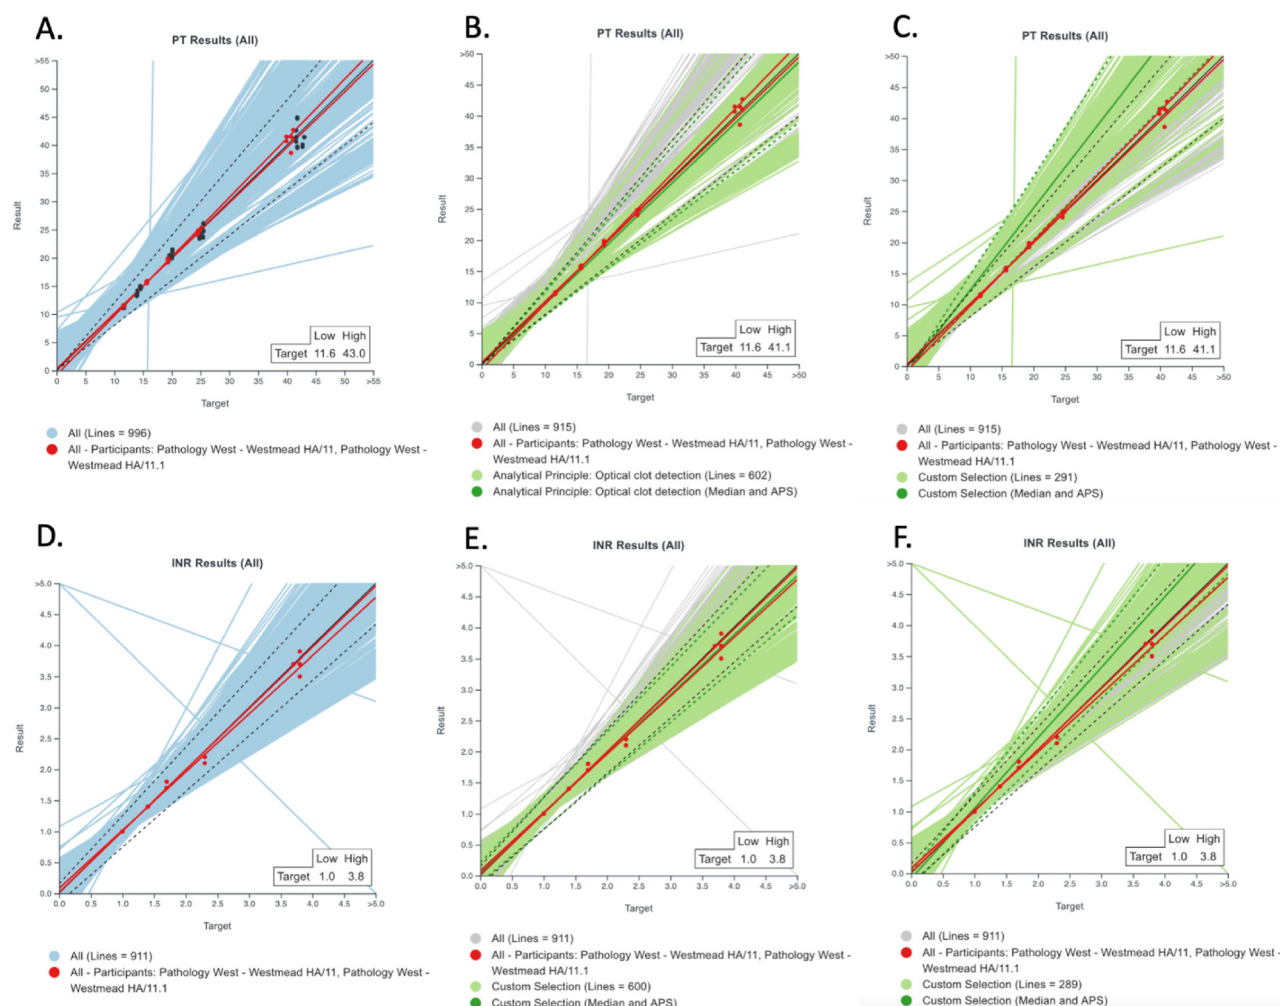 A.
PT Results (All)
>55
50
45
40
35
30
25
20
15
10
5
0
Result
Low High
Target 11.6 43.0
0 5 10 15 20 25 30 35 40 45 50 >55
Target
All (Lines = 996)
All - Participants: Pathology West - Westmead HA/11, Pathology West -
Westmead HA/11.1
B.
PT Results (All)
>50
45
40
35
30
25
20
15
10
5
0
Result
Low High
Target 11.6 41.1
0 5 10 15 20 25 30 35 40 45 >50
Target
All (Lines = 915)
All - Participants: Pathology West - Westmead HA/11, Pathology West -
Westmead HA/11.1
Analytical Principle: Optical clot detection (Lines = 602)
Analytical Principle: Optical clot detection (Median and APS)
C.
PT Results (All)
>50
45
40
35
30
25
20
15
10
5
0
Result
Low High
Target 11.6 41.1
0 5 10 15 20 25 30 35 40 45 >50
Target
All (Lines = 915)
All - Participants: Pathology West - Westmead HA/11, Pathology West -
Westmead HA/11.1
Custom Selection (Lines = 291)
Custom Selection (Median and APS)
D.
INR Results (All)
>5.0
4.5
4.0
3.5
3.0
2.5
2.0
1.5
1.0
0.5
0.0
Result
Low High
Target 1.0 3.8
0.0 0.5 1.0 1.5 2.0 2.5 3.0 3.5 4.0 4.5 >5.0
Target
All (Lines = 911)
All - Participants: Pathology West - Westmead HA/11, Pathology West -
Westmead HA/11.1
E.
INR Results (All)
>5.0
4.5
4.0
3.5
3.0
2.5
2.0
1.5
1.0
0.5
0.0
Result
Low High
Target 1.0 3.8
0.0 0.5 1.0 1.5 2.0 2.5 3.0 3.5 4.0 4.5 >5.0
Target
All (Lines = 911)
All - Participants: Pathology West - Westmead HA/11, Pathology West -
Westmead HA/11.1
Custom Selection (Lines = 600)
Custom Selection (Median and APS)
F.
INR Results (All)
>5.0
4.5
4.0
3.5
3.0
2.5
2.0
1.5
1.0
0.5
0.0
Result
Low High
Target 1.0 3.8
0.0 0.5 1.0 1.5 2.0 2.5 3.0 3.5 4.0 4.5 >5.0
Target
All (Lines = 911)
All - Participants: Pathology West - Westmead HA/11, Pathology West -
Westmead HA/11.1
Custom Selection (Lines = 289)
Custom Selection (Median and APS)